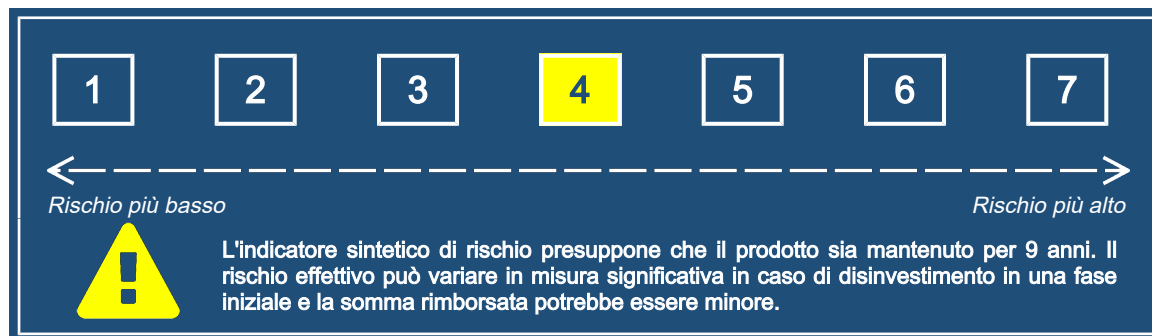 1 2 3 4 5 6 7
Rischio più basso Rischio più alto
L'indicatore sintetico di rischio presuppone che il prodotto sia mantenuto per 9 anni. Il
rischio effettivo può variare in misura significativa in caso di disinvestimento in una fase
iniziale e la somma rimborsata potrebbe essere minore.